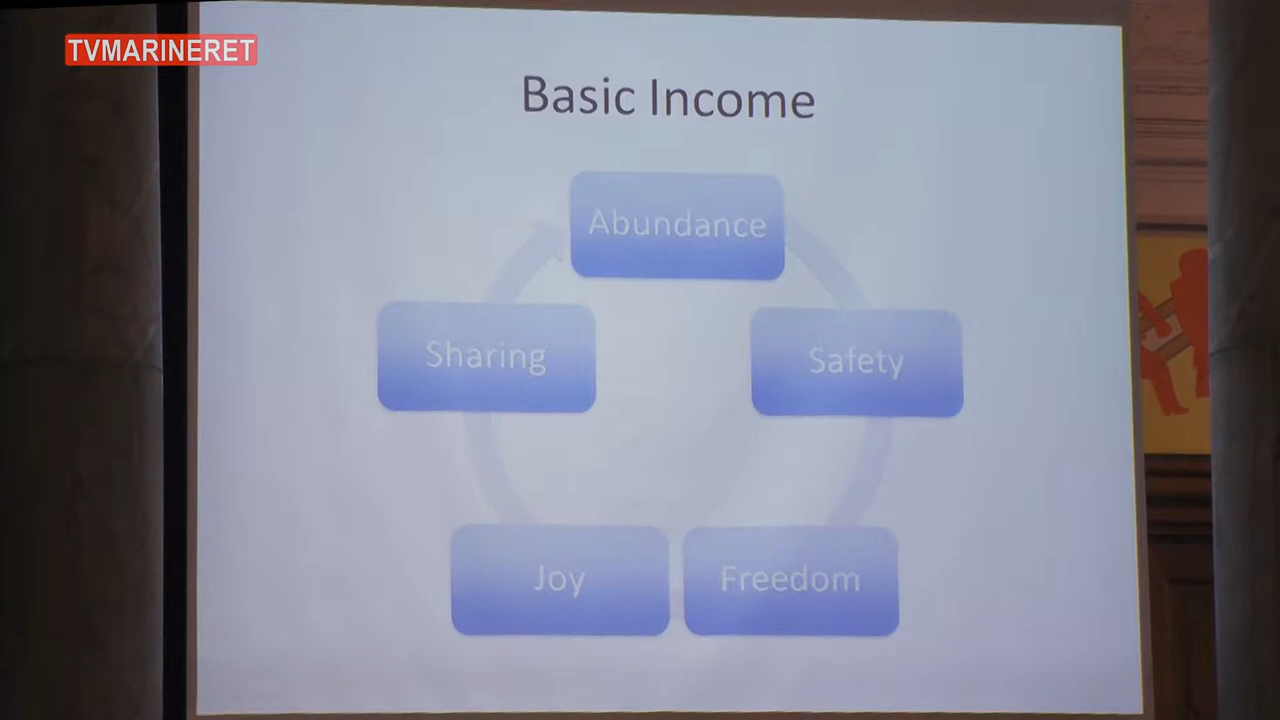 TVMARINERET
Basic Income
Abundance
Sharing
Safety
Joy
Freedom